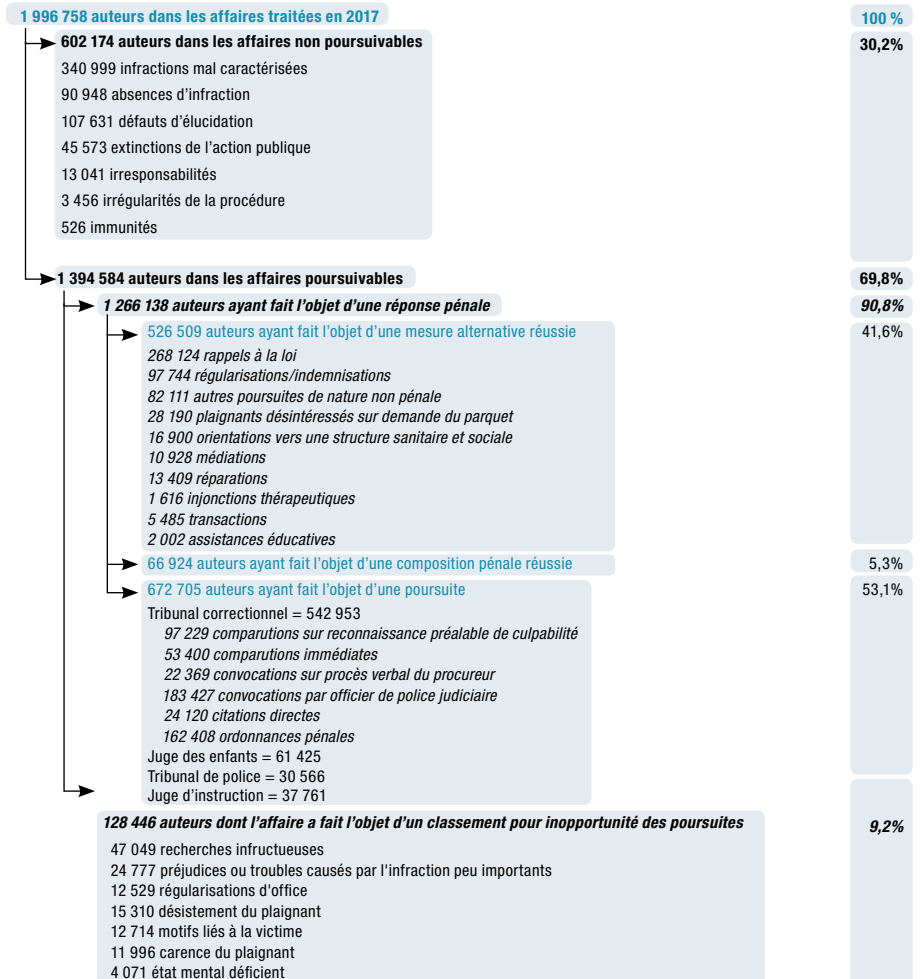 1 996 758 auteurs dans les affaires traitées en 2017 100 %
602 174 auteurs dans les affaires non poursuivables 30,2%
340 999 infractions mal caractérisées
90 948 absences d’infraction
107 631 défauts d’élucidation
45 573 extinctions de l’action publique
13 041 irresponsabilités
3 456 irrégularités de la procédure
526 immunités
1 394 584 auteurs dans les affaires poursuivables 69,8%
1 266 138 auteurs ayant fait l’objet d’une réponse pénale 90,8%
526 509 auteurs ayant fait l’objet d’une mesure alternative réussie 41,6%
268 124 rappels à la loi
97 744 régularisations/indemnisations
82 111 autres poursuites de nature non pénale
28 190 plaignants désintéressés sur demande du parquet
16 900 orientations vers une structure sanitaire et sociale
10 928 médiations
13 409 réparations
1 616 injonctions thérapeutiques
5 485 transactions
2 002 assistances éducatives
66 924 auteurs ayant fait l’objet d’une composition pénale réussie 5,3%
672 705 auteurs ayant fait l’objet d’une poursuite 53,1%
Tribunal correctionnel = 542 953
97 229 comparutions sur reconnaissance préalable de culpabilité
53 400 comparutions immédiates
22 369 convocations sur procès verbal du procureur
183 427 convocations par officier de police judiciaire
24 120 citations directes
162 408 ordonnances pénales
Juge des enfants = 61 425
Tribunal de police = 30 566
Juge d’instruction = 37 761
128 446 auteurs dont l’affaire a fait l’objet d’un classement pour inopportunité des poursuites 9,2%
47 049 recherches infructueuses
24 777 préjudices ou troubles causés par l'infraction peu importants
12 529 régularisations d'office
15 310 désistement du plaignant
12 714 motifs liés à la victime
11 996 carence du plaignant
4 071 état mental déficient